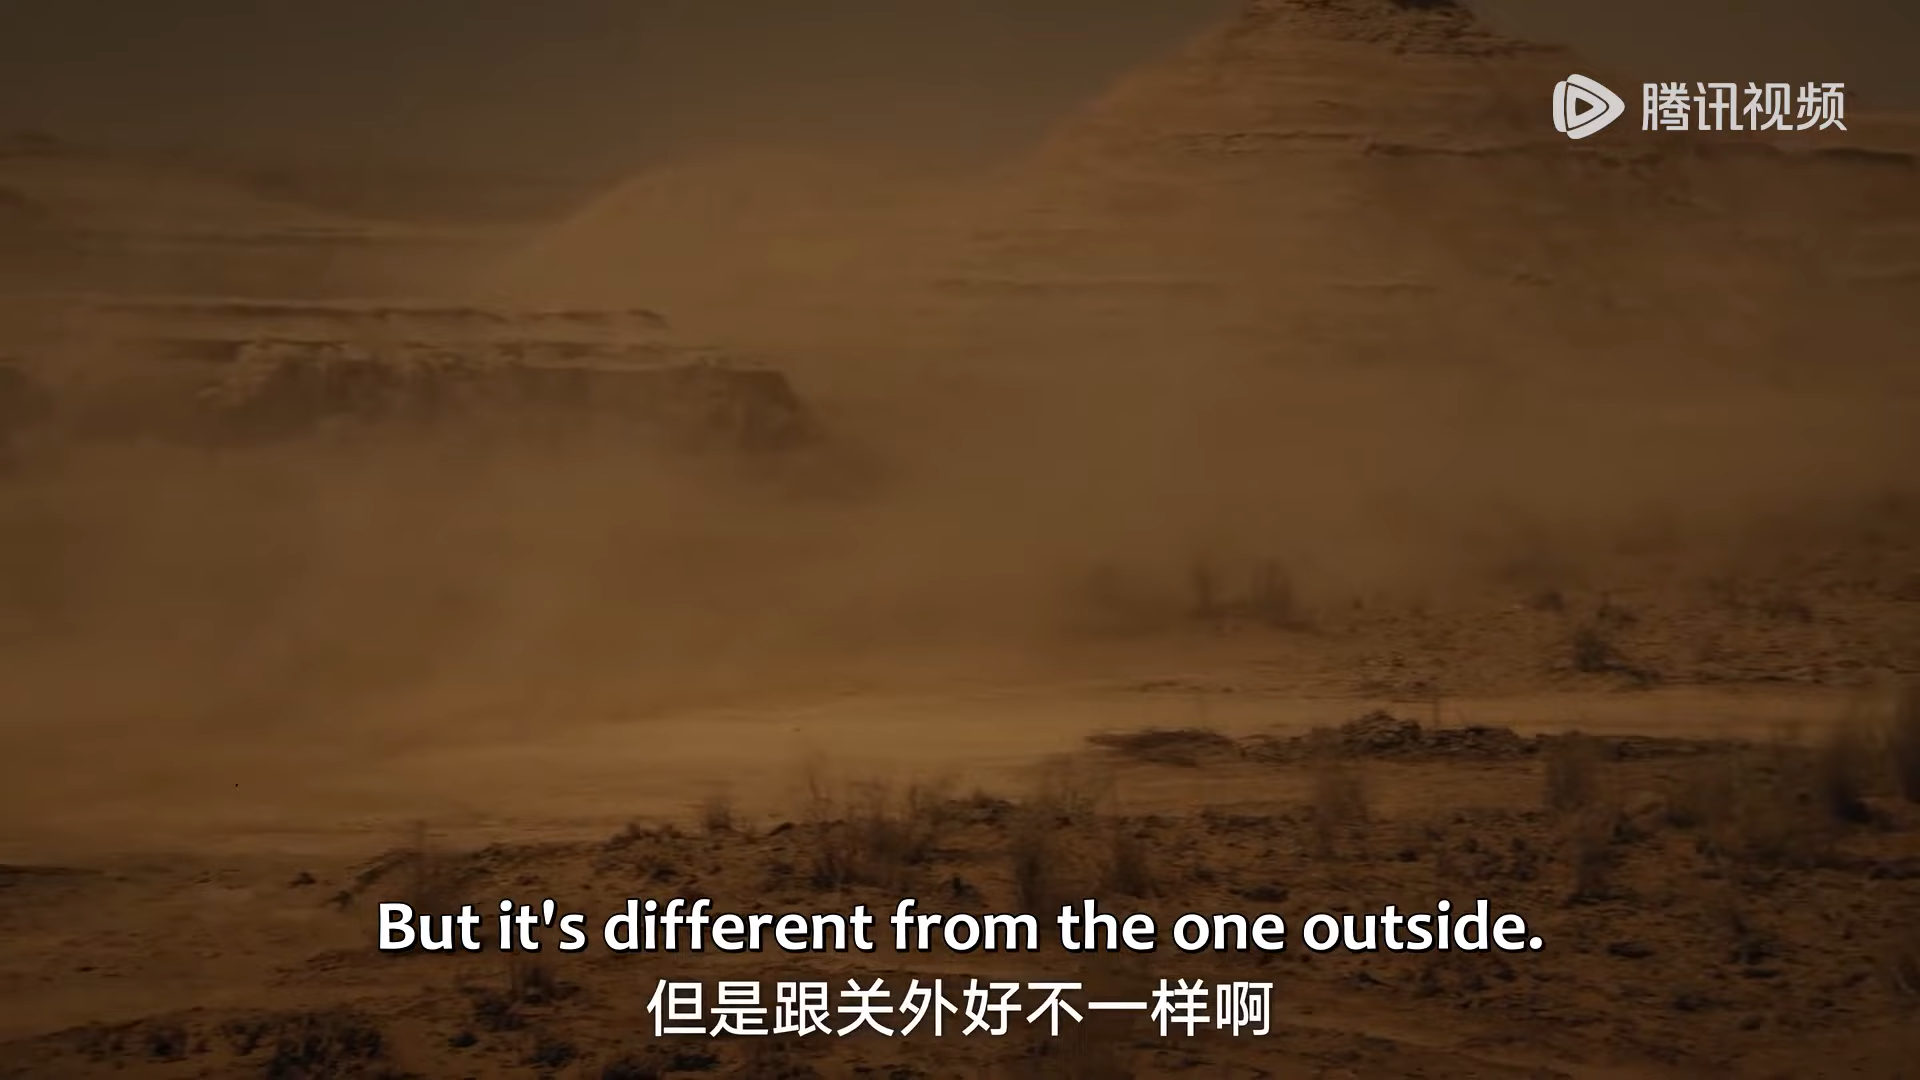 腾讯视频
But it's different from the one outside.
但是跟关外好不一样啊